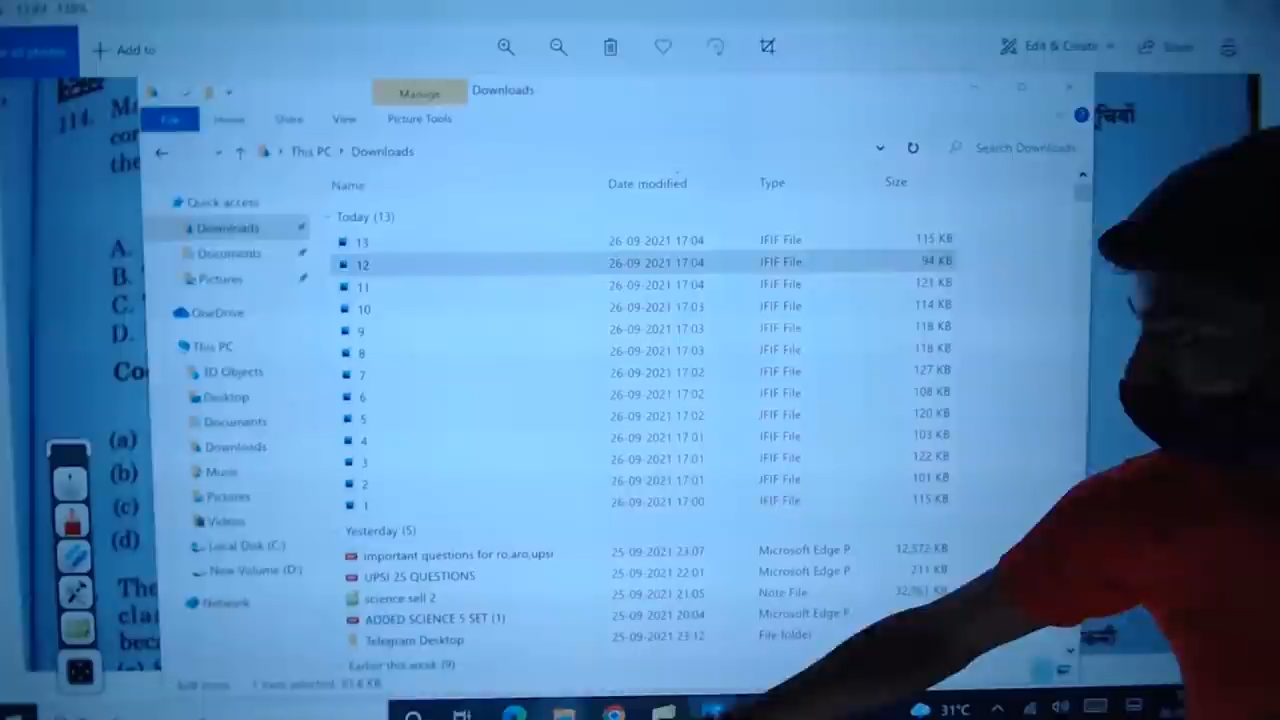 Add to
Edit & Create
Manage
Downloads
114.
File
Home
Share
View
Picture Tools
चियों
con
the
This PC
Downloads
Search Downloads
Name
Date modified
Type
Size
Quick access
Downloads
Documents
Pictures
OneDrive
This PC
3D Objects
Desktop
Documents
Downloads
Music
Pictures
Videos
Local Disk (C:)
New Volume (D:)
Network
Today (13)
13 26-09-2021 17:04 JFIF File 115 KB
12 26-09-2021 17:04 JFIF File 94 KB
11 26-09-2021 17:04 JFIF File 121 KB
10 26-09-2021 17:03 JFIF File 114 KB
9 26-09-2021 17:03 JFIF File 118 KB
8 26-09-2021 17:03 JFIF File 118 KB
7 26-09-2021 17:02 JFIF File 127 KB
6 26-09-2021 17:02 JFIF File 108 KB
5 26-09-2021 17:02 JFIF File 120 KB
4 26-09-2021 17:01 JFIF File 103 KB
3 26-09-2021 17:01 JFIF File 122 KB
2 26-09-2021 17:01 JFIF File 101 KB
1 26-09-2021 17:00 JFIF File 115 KB
Yesterday (5)
important questions for ro,aro,upsi 25-09-2021 23:07 Microsoft Edge P 12,572 KB
UPSI 25 QUESTIONS 25-09-2021 22:01 Microsoft Edge P 211 KB
science sell 2 25-09-2021 21:05 Note File
ADDED SCIENCE 5 SET (1) 25-09-2021 20:04 Microsoft Edge P
Telegram Desktop 25-09-2021 23:12 File folder
Earlier this week (9)
A.
B.
C.
D.
Co
(a)
(b)
(c)
(d)
The
clas
beca
31°C